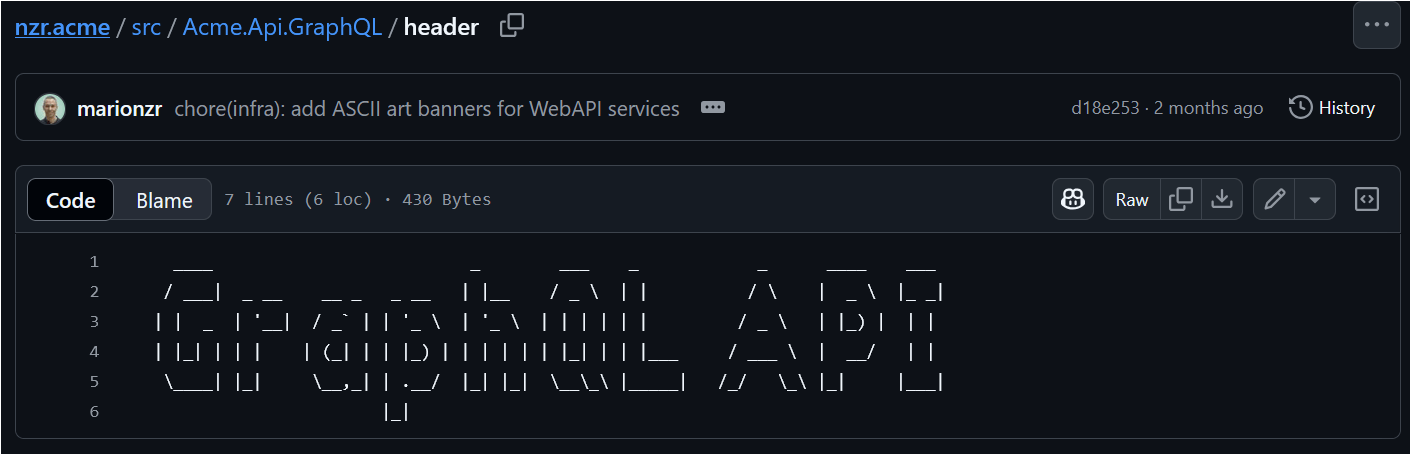 nzr.acme / src / Acme.Api.GraphQL / header
marionzr chore(infra): add ASCII art banners for WebAPI services d18e253 · 2 months ago History
Code Blame 7 lines (6 loc) · 430 Bytes Raw
1   ____                          _        ___    _            _      ____    ___
2  / ___|  _ __    __ _   _ __   | |__    / _ \  | |          / \    |  _ \  |_ _|
3 | |  _  | '__|  / _` | | '_ \  | '_ \  | | | | | |         / _ \   | |_) |  | |
4 | |_| | | |    | (_| | | |_) | | | | | | |_| | | |___     / ___ \  |  __/   | |
5  \____| |_|     \__,_| | .__/  |_| |_|  \__\_\ |_____|   /_/   \_\ |_|     |___|
6                        |_|